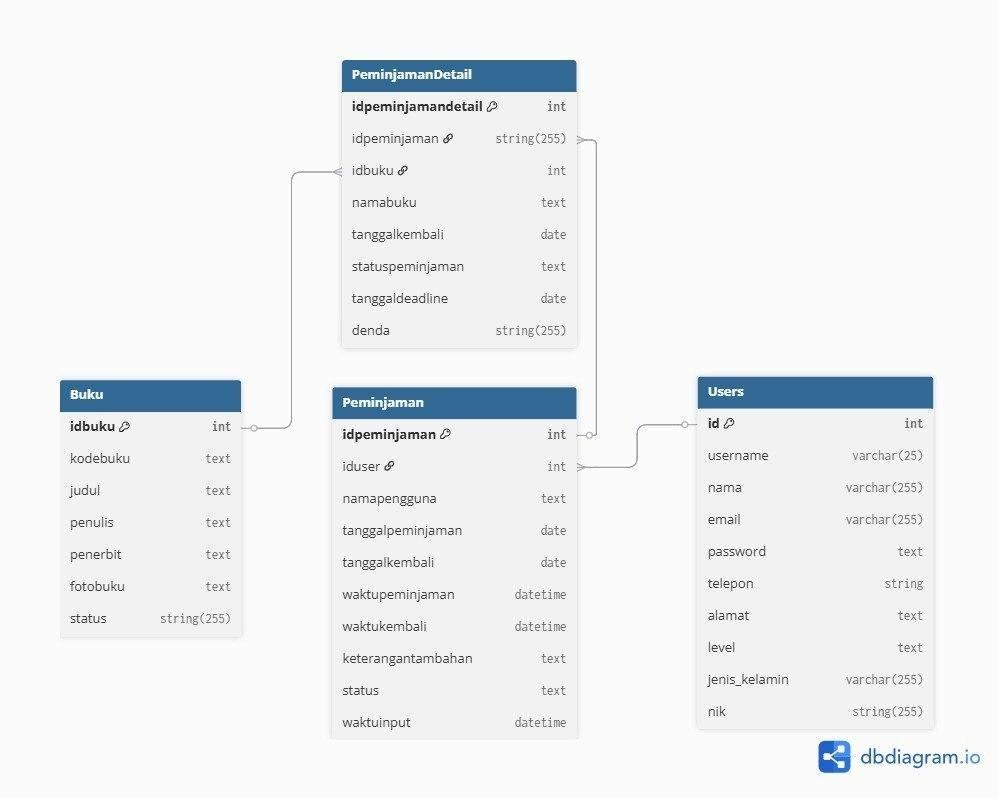 PeminjamanDetail
idpeminjamandetail int
idpeminjaman string(255)
idbuku int
namabuku text
tanggalkembali date
statuspeminjaman text
tanggaldeadline date
denda string(255)
Buku
idbuku int
kodebuku text
judul text
penulis text
penerbit text
fotobuku text
status string(255)
Peminjaman
idpeminjaman int
iduser int
namapengguna text
tanggalpeminjaman date
tanggalkembali date
waktupeminjaman datetime
waktukembali datetime
keterangantambahan text
status text
waktuinput datetime
Users
id int
username varchar(25)
nama varchar(255)
email varchar(255)
password text
telepon string
alamat text
level text
jenis_kelamin varchar(255)
nik string(255)
dbdiagram.io